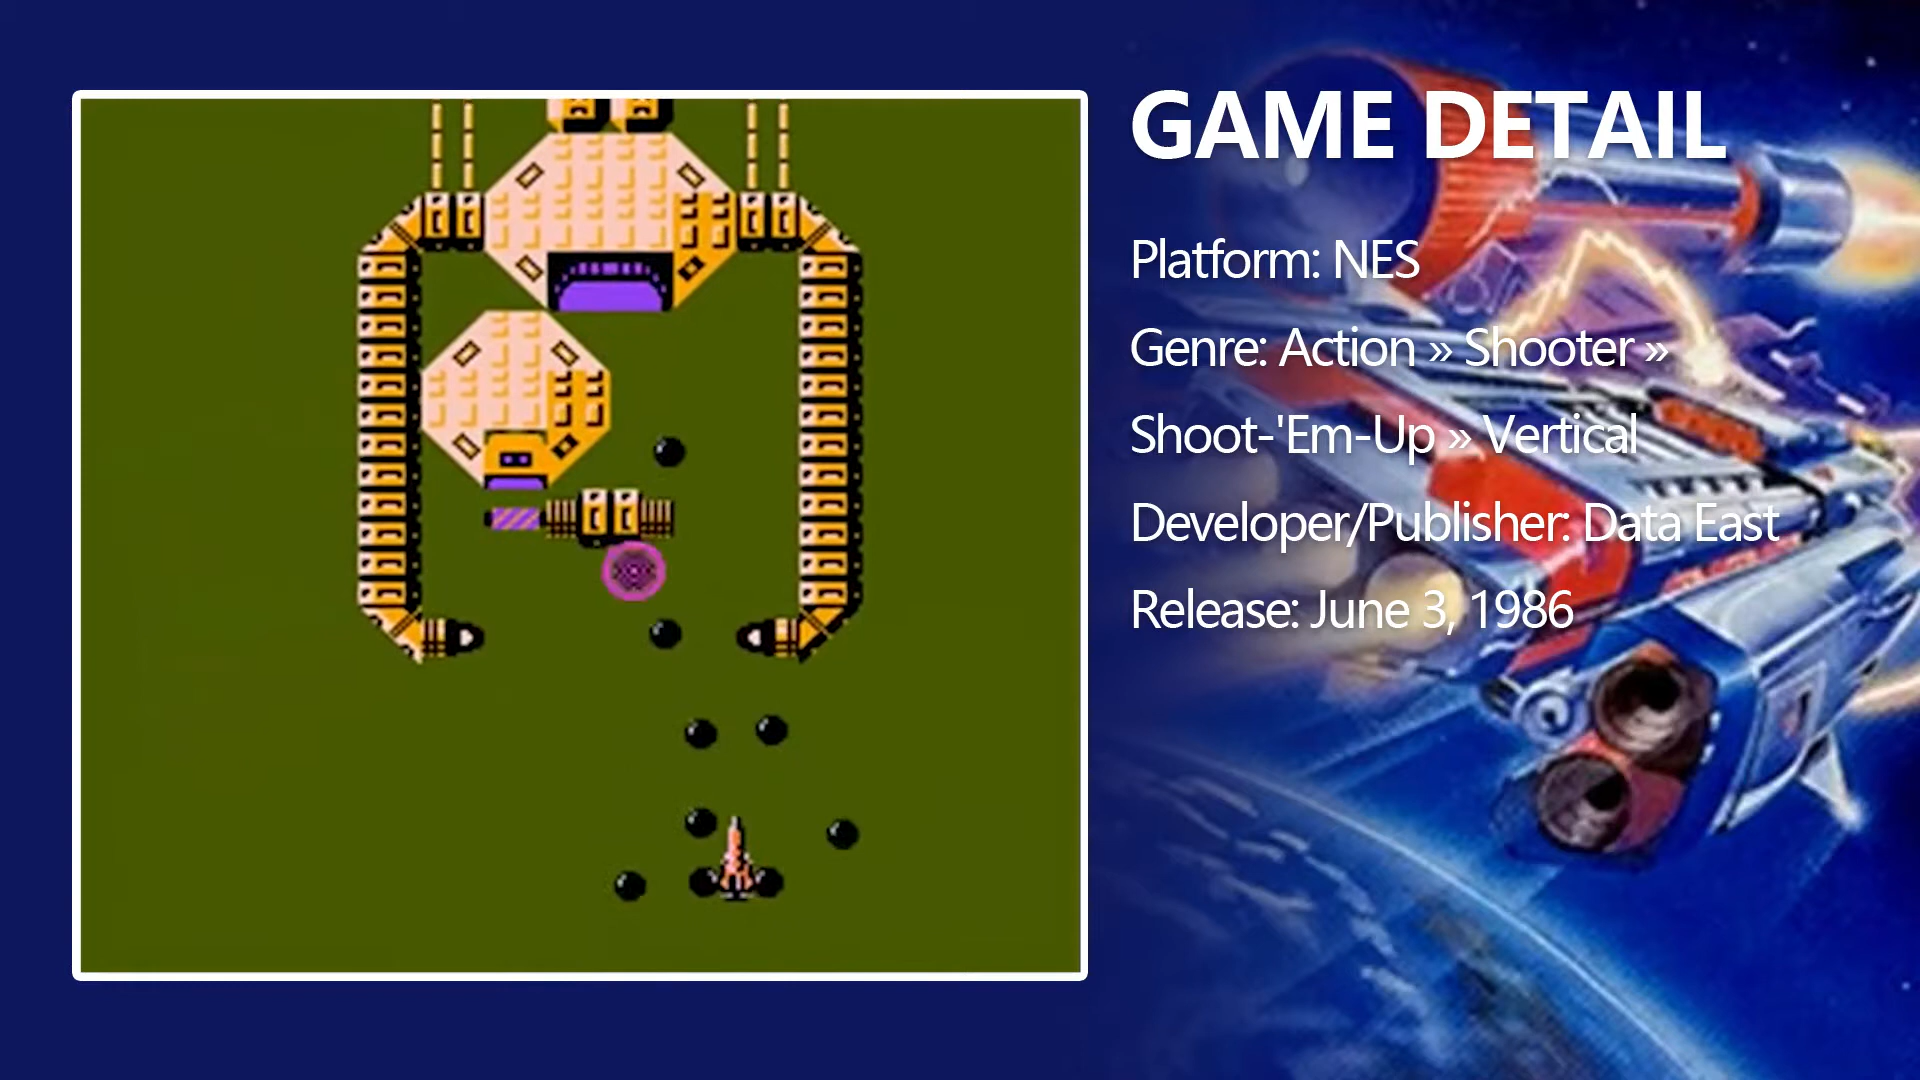 GAME DETAIL
Platform: NES
Genre: Action » Shooter »
Shoot-'Em-Up » Vertical
Developer/Publisher: Data East
Release: June 3, 1986